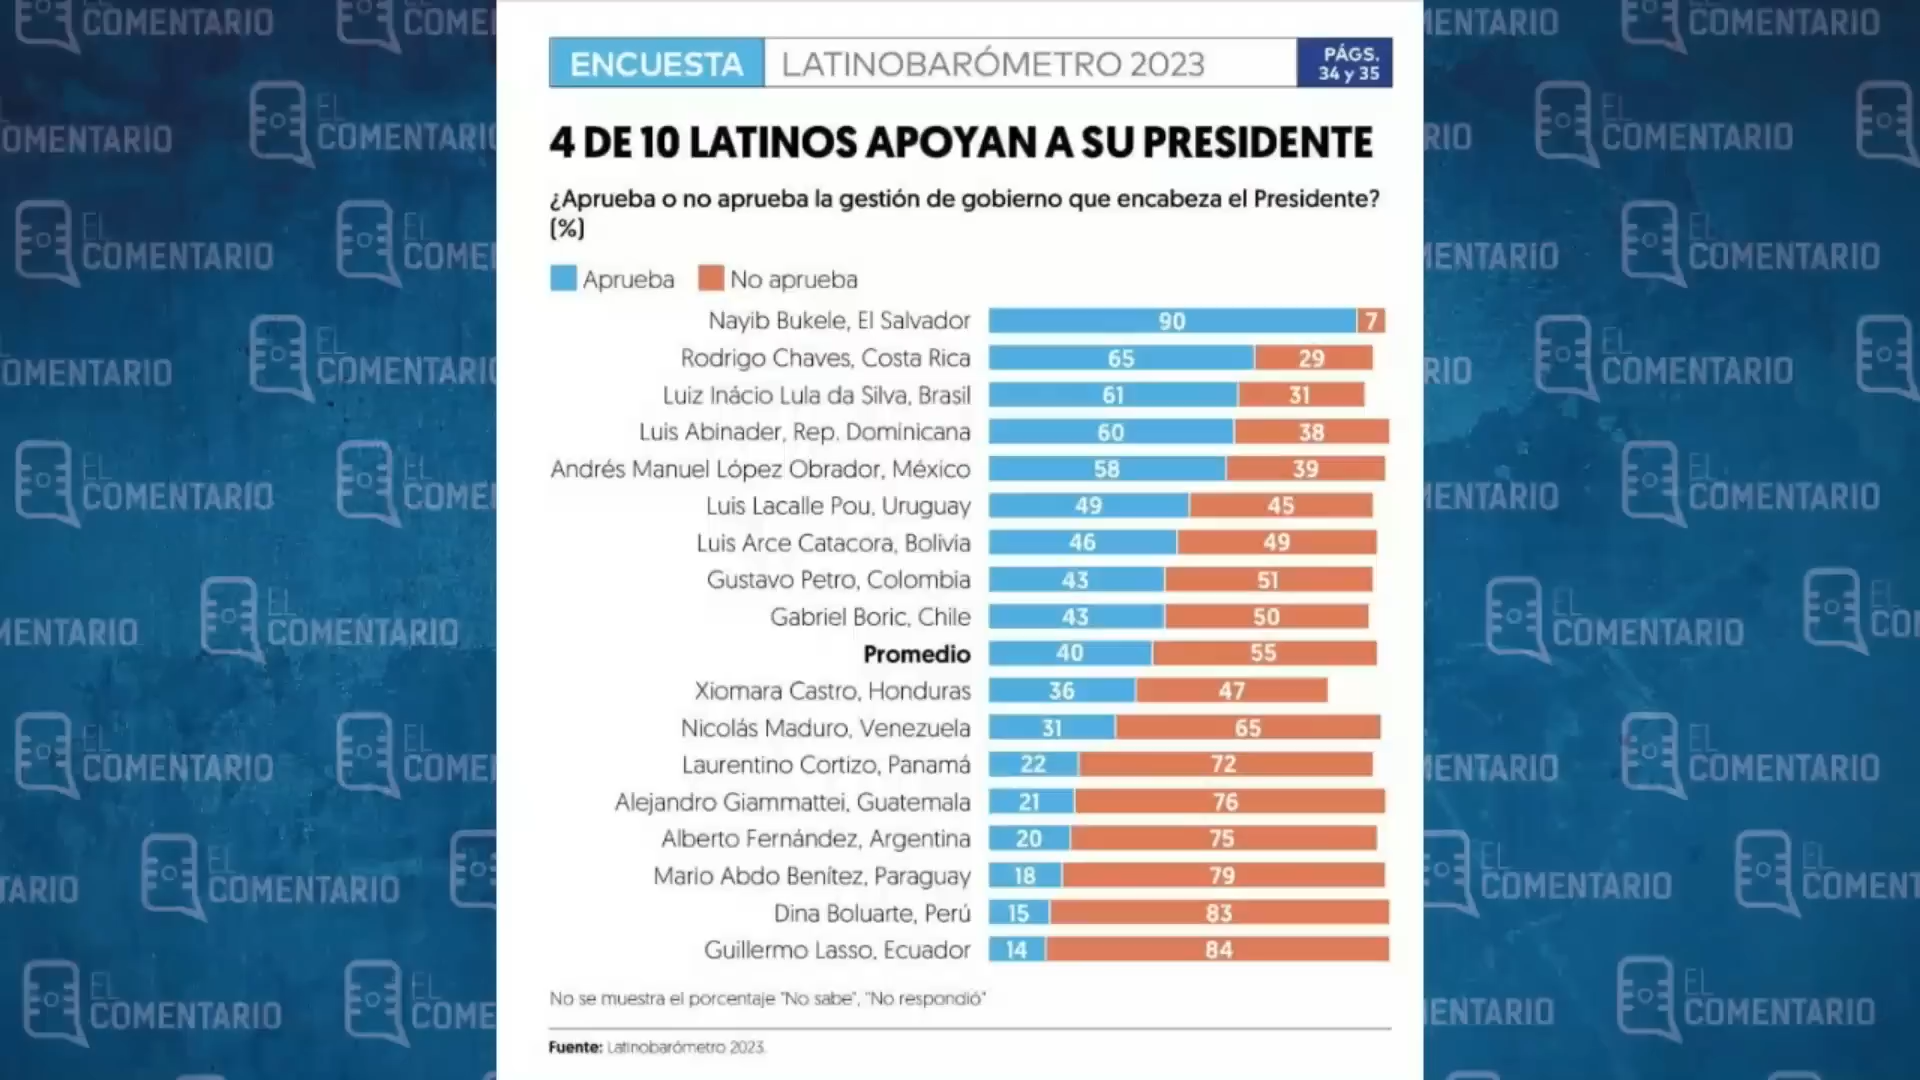 ENCUESTA LATINOBARÓMETRO 2023 PÁGS. 34 y 35
4 DE 10 LATINOS APOYAN A SU PRESIDENTE
¿Aprueba o no aprueba la gestión de gobierno que encabeza el Presidente?
(%)
Aprueba No aprueba
Nayib Bukele, El Salvador 90 7
Rodrigo Chaves, Costa Rica 65 29
Luiz Inácio Lula da Silva, Brasil 61 31
Luis Abinader, Rep. Dominicana 60 38
Andrés Manuel López Obrador, México 58 39
Luis Lacalle Pou, Uruguay 49 45
Luis Arce Catacora, Bolivia 46 49
Gustavo Petro, Colombia 43 51
Gabriel Boric, Chile 43 50
Promedio 40 55
Xiomara Castro, Honduras 36 47
Nicolás Maduro, Venezuela 31 65
Laurentino Cortizo, Panamá 22 72
Alejandro Giammattei, Guatemala 21 76
Alberto Fernández, Argentina 20 75
Mario Abdo Benítez, Paraguay 18 79
Dina Boluarte, Perú 15 83
Guillermo Lasso, Ecuador 14 84
No se muestra el porcentaje "No sabe", "No respondió"
Fuente: Latinobarómetro 2023.
EL COMENTARIO